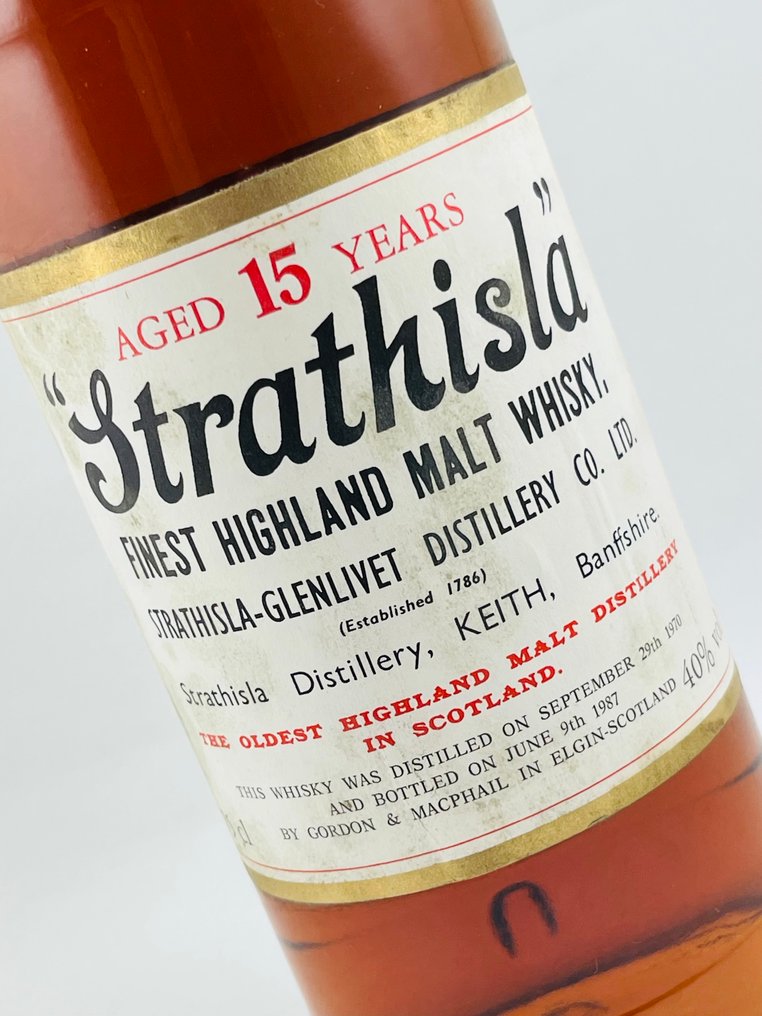 AGED 15 YEARS
"Strathisla"
FINEST HIGHLAND MALT WHISKY.
STRATHISLA-GLENLIVET DISTILLERY CO. LTD.
(Established 1786)
Strathisla Distillery, KEITH, Banffshire.
THE OLDEST HIGHLAND MALT DISTILLERY
IN SCOTLAND.
THIS WHISKY WAS DISTILLED ON SEPTEMBER 29th 1970
AND BOTTLED ON JUNE 9th 1987
BY GORDON & MACPHAIL IN ELGIN-SCOTLAND
cl 40%